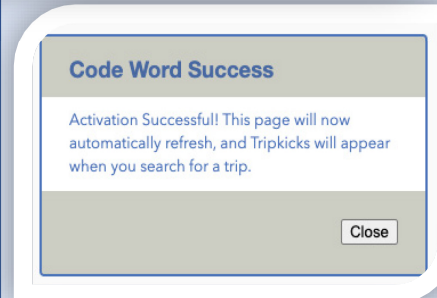 Code Word Success
Activation Successful! This page will now
automatically refresh, and Tripkicks will appear
when you search for a trip.
Close